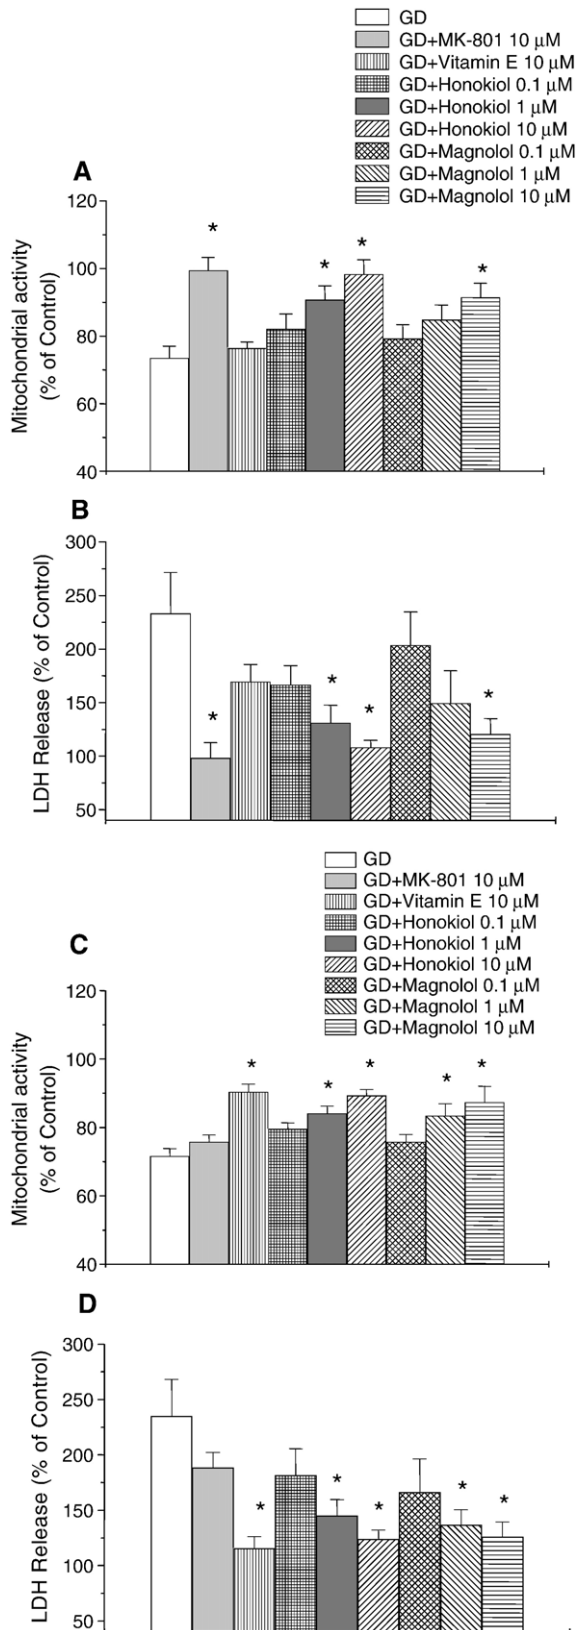 GD
GD+MK-801 10 μM
GD+Vitamin E 10 μM
GD+Honokiol 0.1 μM
GD+Honokiol 1 μM
GD+Honokiol 10 μM
GD+Magnolol 0.1 μM
GD+Magnolol 1 μM
GD+Magnolol 10 μM
A
Mitochondrial activity
(% of Control)
120
100
80
60
40
*
*
*
*
B
LDH Release (% of Control)
300
250
200
150
100
50
*
*
*
*
GD
GD+MK-801 10 μM
GD+Vitamin E 10 μM
GD+Honokiol 0.1 μM
GD+Honokiol 1 μM
GD+Honokiol 10 μM
GD+Magnolol 0.1 μM
GD+Magnolol 1 μM
GD+Magnolol 10 μM
C
Mitochondrial activity
(% of Control)
120
100
80
60
40
*
*
*
*
*
D
LDH Release (% of Control)
300
250
200
150
100
50
*
*
*
*
*